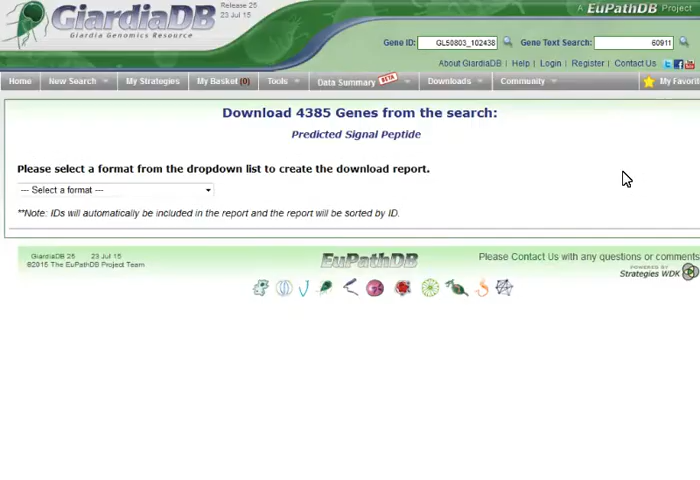 GiardiaDB
Giardia Genomics Resource
Release 25
23 Jul 15
A EuPathDB Project
Gene ID: GL50803_102438 Gene Text Search: 60911
About GiardiaDB | Help | Login | Register | Contact Us
Home New Search My Strategies My Basket (0) Tools Data Summary BETA Downloads Community My Favorit
Download 4385 Genes from the search:
Predicted Signal Peptide
Please select a format from the dropdown list to create the download report.
--- Select a format ---
**Note: IDs will automatically be included in the report and the report will be sorted by ID.
GiardiaDB 25 23 Jul 15
©2015 The EuPathDB Project Team
EuPathDB
Please Contact Us with any questions or comments
POWERED BY
Strategies WDK